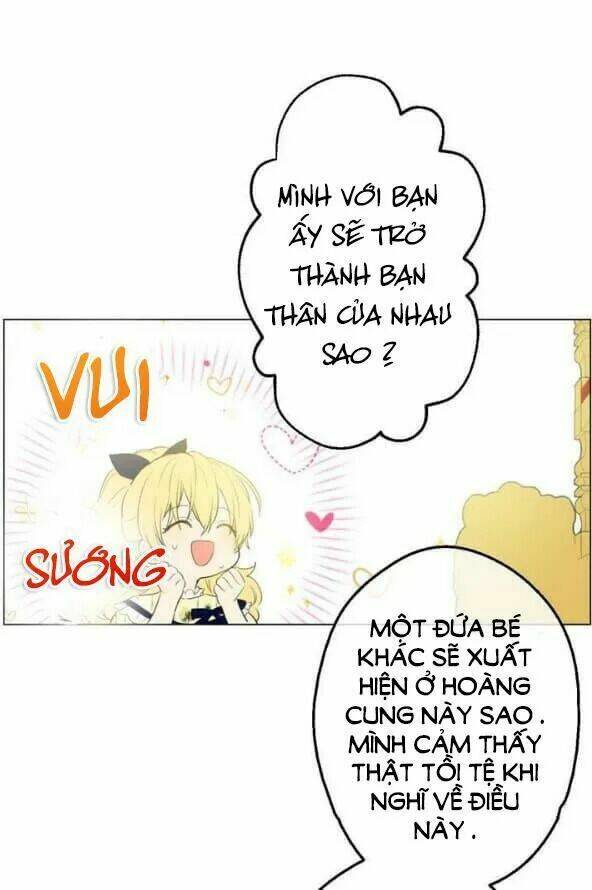 MÌNH VỚI BẠN
ẤY SẼ TRỞ
THÀNH BẠN
THÂN CỦA NHAU
SAO ?
VUI
SƯỚNG
MỘT ĐỨA BÉ
KHÁC SẼ XUẤT
HIỆN Ở HOÀNG
CUNG NÀY SAO .
MÌNH CẢM THẤY
THẬT TỒI TỆ KHI
NGHĨ VỀ ĐIỀU
NÀY .